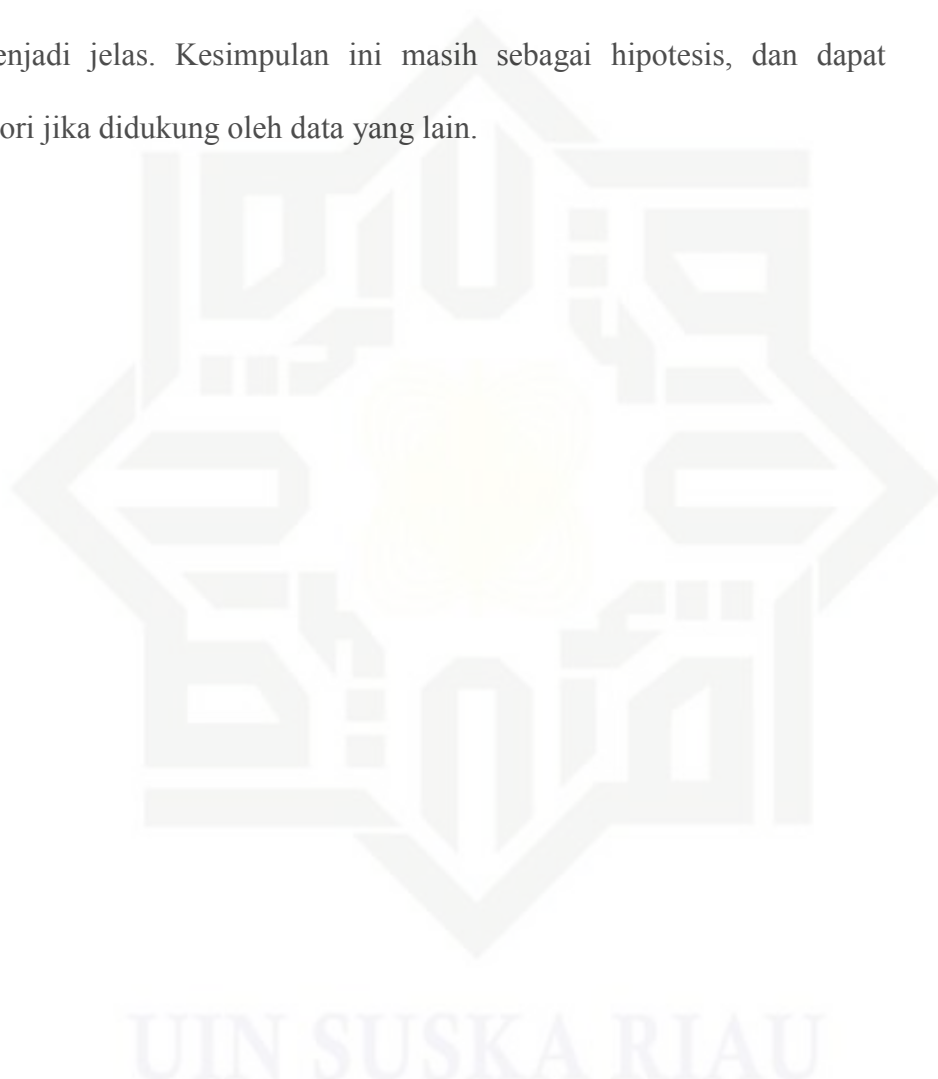 enjadi jelas. Kesimpulan ini masih sebagai hipotesis, dan dapat
ori jika didukung oleh data yang lain.
UIN SUSKA RIAU